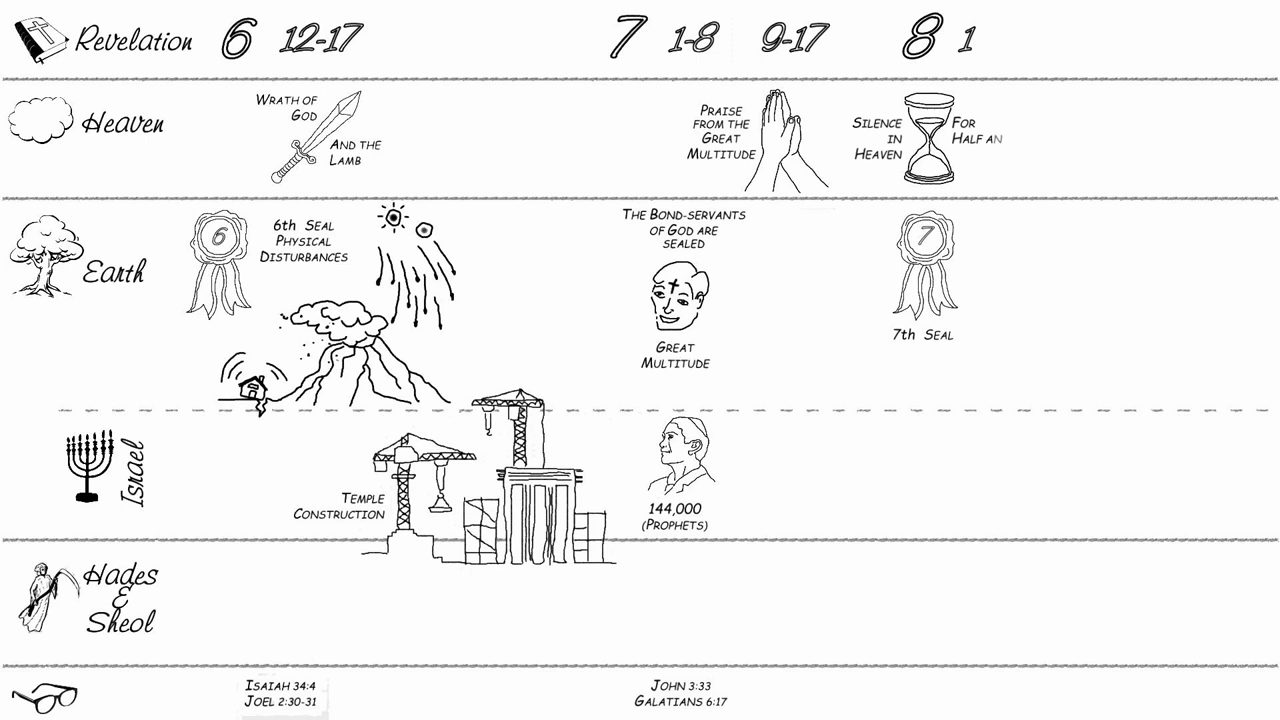 Revelation 6 12-17 7 1-8 9-17 8 1
Heaven
WRATH OF
GOD
AND THE
LAMB
PRAISE
FROM THE
GREAT
MULTITUDE
SILENCE
IN
HEAVEN
FOR
HALF AN
Earth
6
6th SEAL
PHYSICAL
DISTURBANCES
THE BOND-SERVANTS
OF GOD ARE
SEALED
GREAT
MULTITUDE
7
7th SEAL
Israel
TEMPLE
CONSTRUCTION
144,000
(PROPHETS)
Hades
&
Sheol
ISAIAH 34:4
JOEL 2:30-31
JOHN 3:33
GALATIANS 6:17